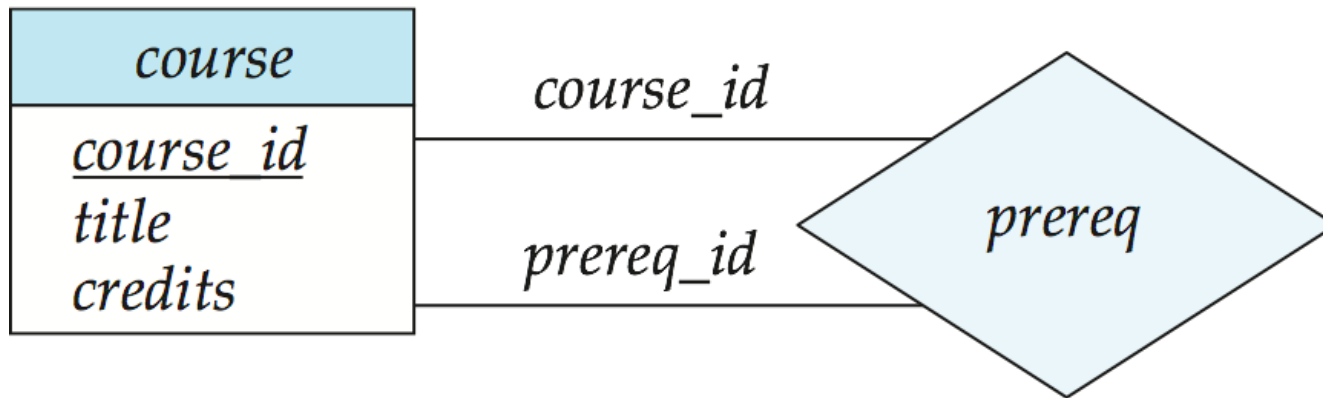 course
course_id
title
credits
course_id
prereq_id
prereq